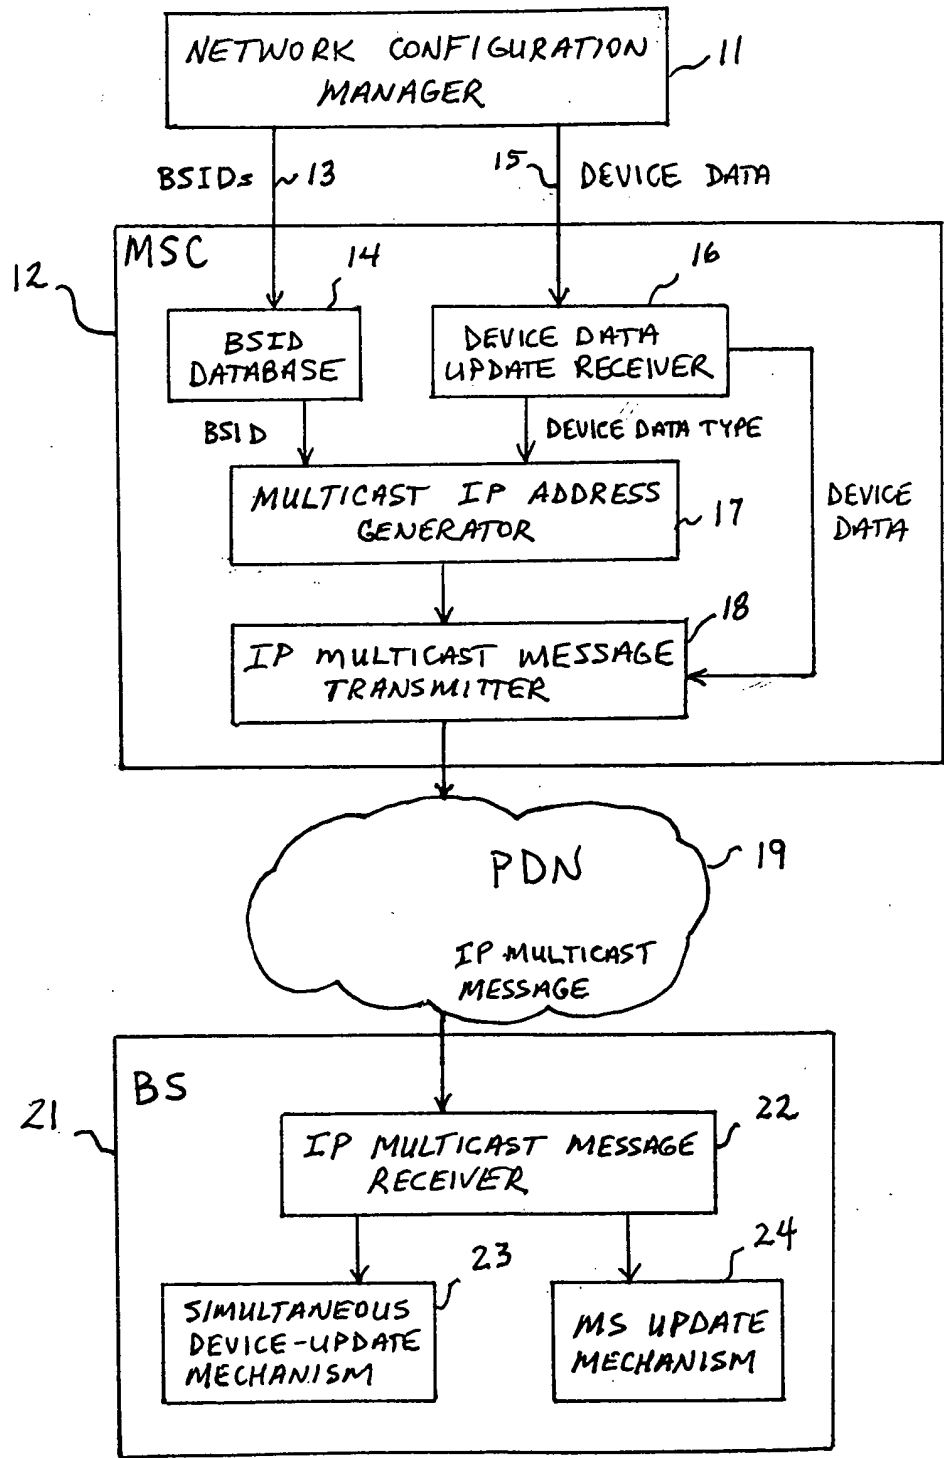 NETWORK CONFIGURATION
MANAGER
11
BSIDs
13
15
DEVICE DATA
MSC
12
14
16
BSID
DATABASE
DEVICE DATA
UPDATE RECEIVER
BSID
DEVICE DATA TYPE
MULTICAST IP ADDRESS
GENERATOR
17
DEVICE
DATA
18
IP MULTICAST MESSAGE
TRANSMITTER
PDN
19
IP MULTICAST
MESSAGE
BS
21
22
IP MULTICAST MESSAGE
RECEIVER
23
24
SIMULTANEOUS
DEVICE-UPDATE
MECHANISM
MS UPDATE
MECHANISM